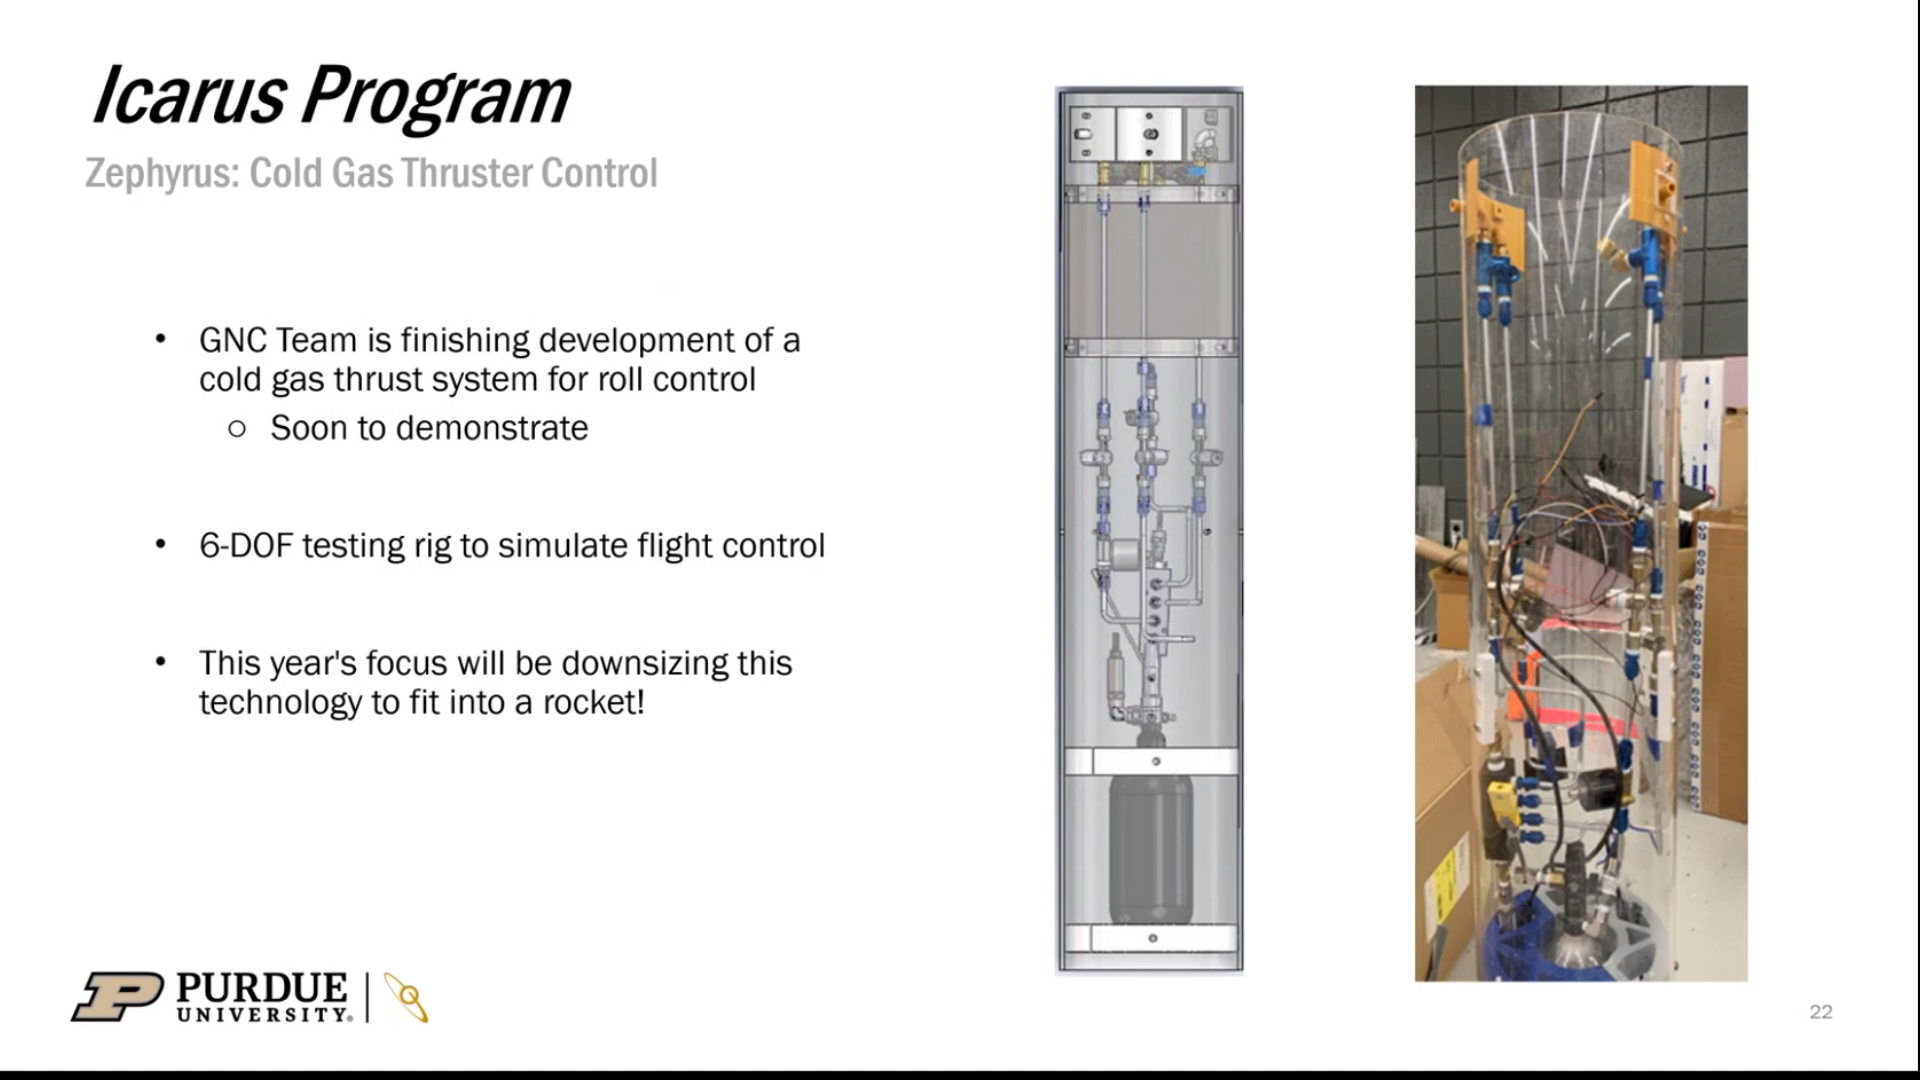 Icarus Program
Zephyrus: Cold Gas Thruster Control
• GNC Team is finishing development of a
cold gas thrust system for roll control
○ Soon to demonstrate
• 6-DOF testing rig to simulate flight control
• This year's focus will be downsizing this
technology to fit into a rocket!
PURDUE
UNIVERSITY®
22